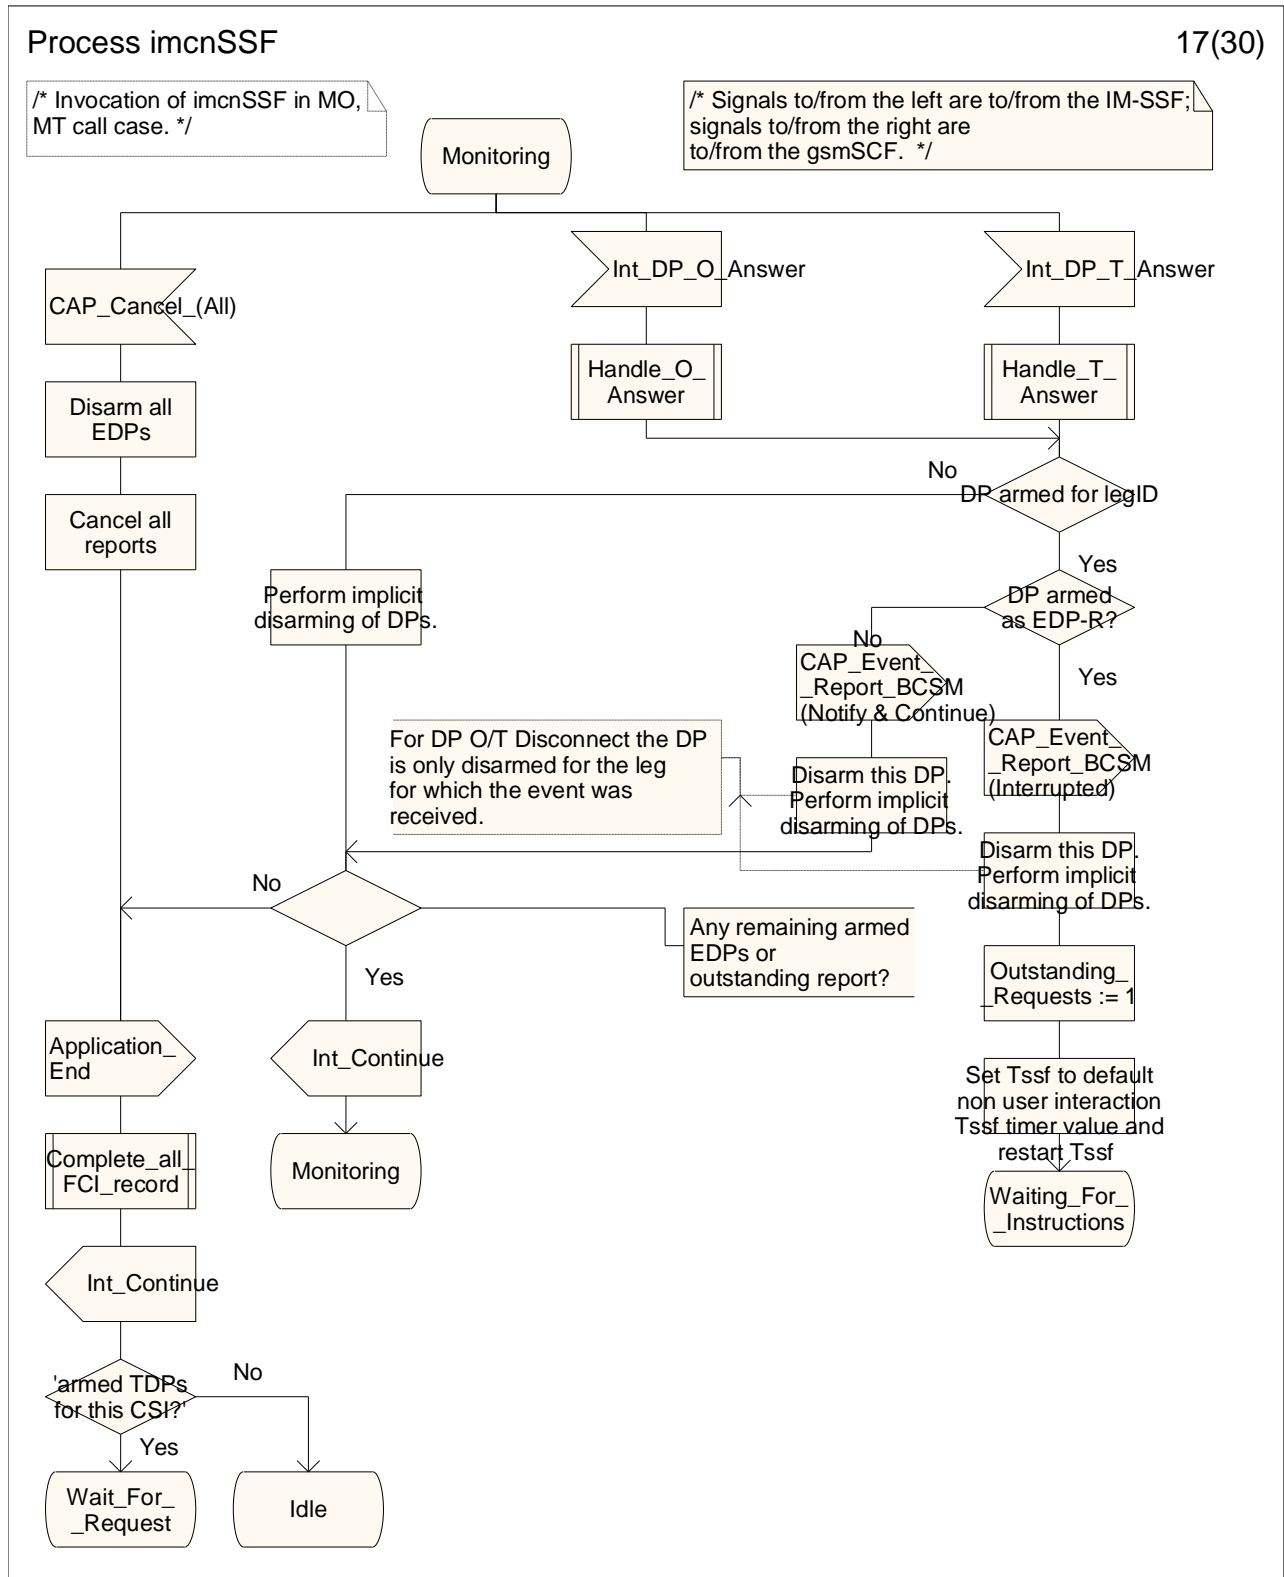 Process imcnSSF
17(30)
/* Invocation of imcnSSF in MO,
MT call case. */
/* Signals to/from the left are to/from the IM-SSF;
signals to/from the right are
to/from the gsmSCF.  */
Monitoring
Int_DP_O_Answer
Int_DP_T_Answer
CAP_Cancel_(All)
Handle_O_
Answer
Handle_T_
Answer
Disarm all
EDPs
No
DP armed for legID
Cancel all
reports
Yes
Perform implicit
disarming of DPs.
DP armed
as EDP-R?
No
CAP_Event_
_Report_BCSM
(Notify & Continue)
Yes
CAP_Event_
_Report_BCSM
(Interrupted)
For DP O/T Disconnect the DP
is only disarmed for the leg
for which the event was
received.
Disarm this DP.
Perform implicit
disarming of DPs.
Disarm this DP.
Perform implicit
disarming of DPs.
No
Any remaining armed
EDPs or
outstanding report?
Yes
Outstanding_
_Requests := 1
Application_
End
Int_Continue
Set Tssf to default
non user interaction
Tssf timer value and
restart Tssf
Complete_all_
FCI_record
Monitoring
Waiting_For_
_Instructions
Int_Continue
'armed TDPs
for this CSI?'
No
Yes
Wait_For_
_Request
Idle